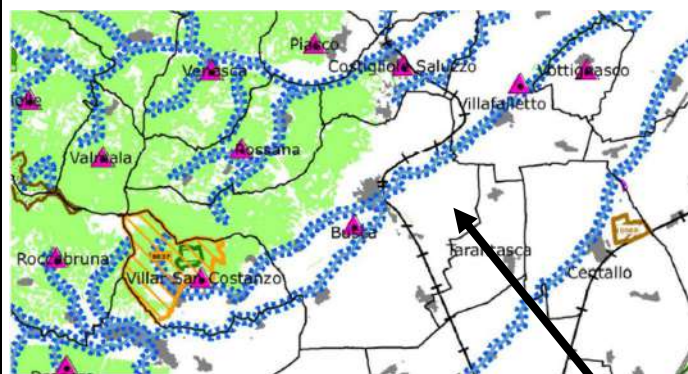 Piasco
Venasca
Costigliole Saluzzo
Vottignasco
Villafalletto
Rossana
Valmala
Busca
Tarantasca
Roccabruna
Villar San Costanzo
Centallo